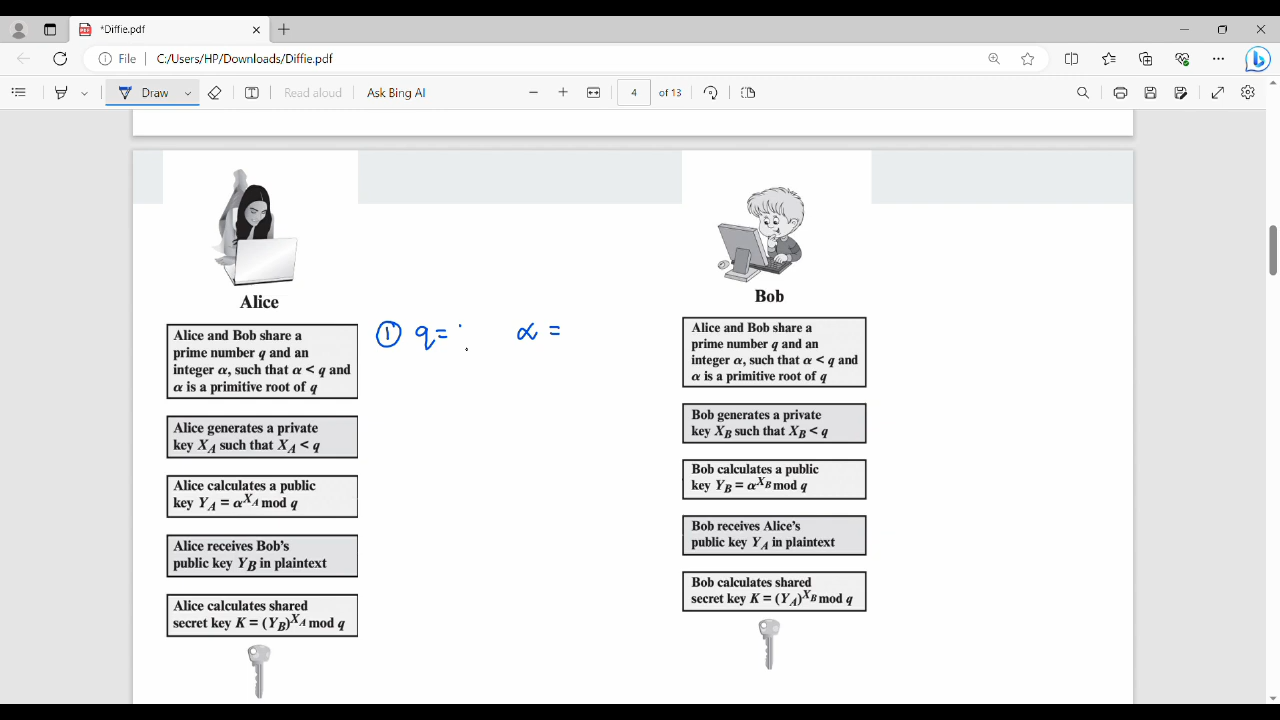 *Diffie.pdf
File C:/Users/HP/Downloads/Diffie.pdf
Draw Read aloud Ask Bing AI 4 of 13
Alice
Alice and Bob share a
prime number q and an
integer α, such that α < q and
α is a primitive root of q
① q= α =
Alice generates a private
key X_A such that X_A < q
Alice calculates a public
key Y_A = α^X_A mod q
Alice receives Bob's
public key Y_B in plaintext
Alice calculates shared
secret key K = (Y_B)^X_A mod q
Bob
Alice and Bob share a
prime number q and an
integer α, such that α < q and
α is a primitive root of q
Bob generates a private
key X_B such that X_B < q
Bob calculates a public
key Y_B = α^X_B mod q
Bob receives Alice's
public key Y_A in plaintext
Bob calculates shared
secret key K = (Y_A)^X_B mod q